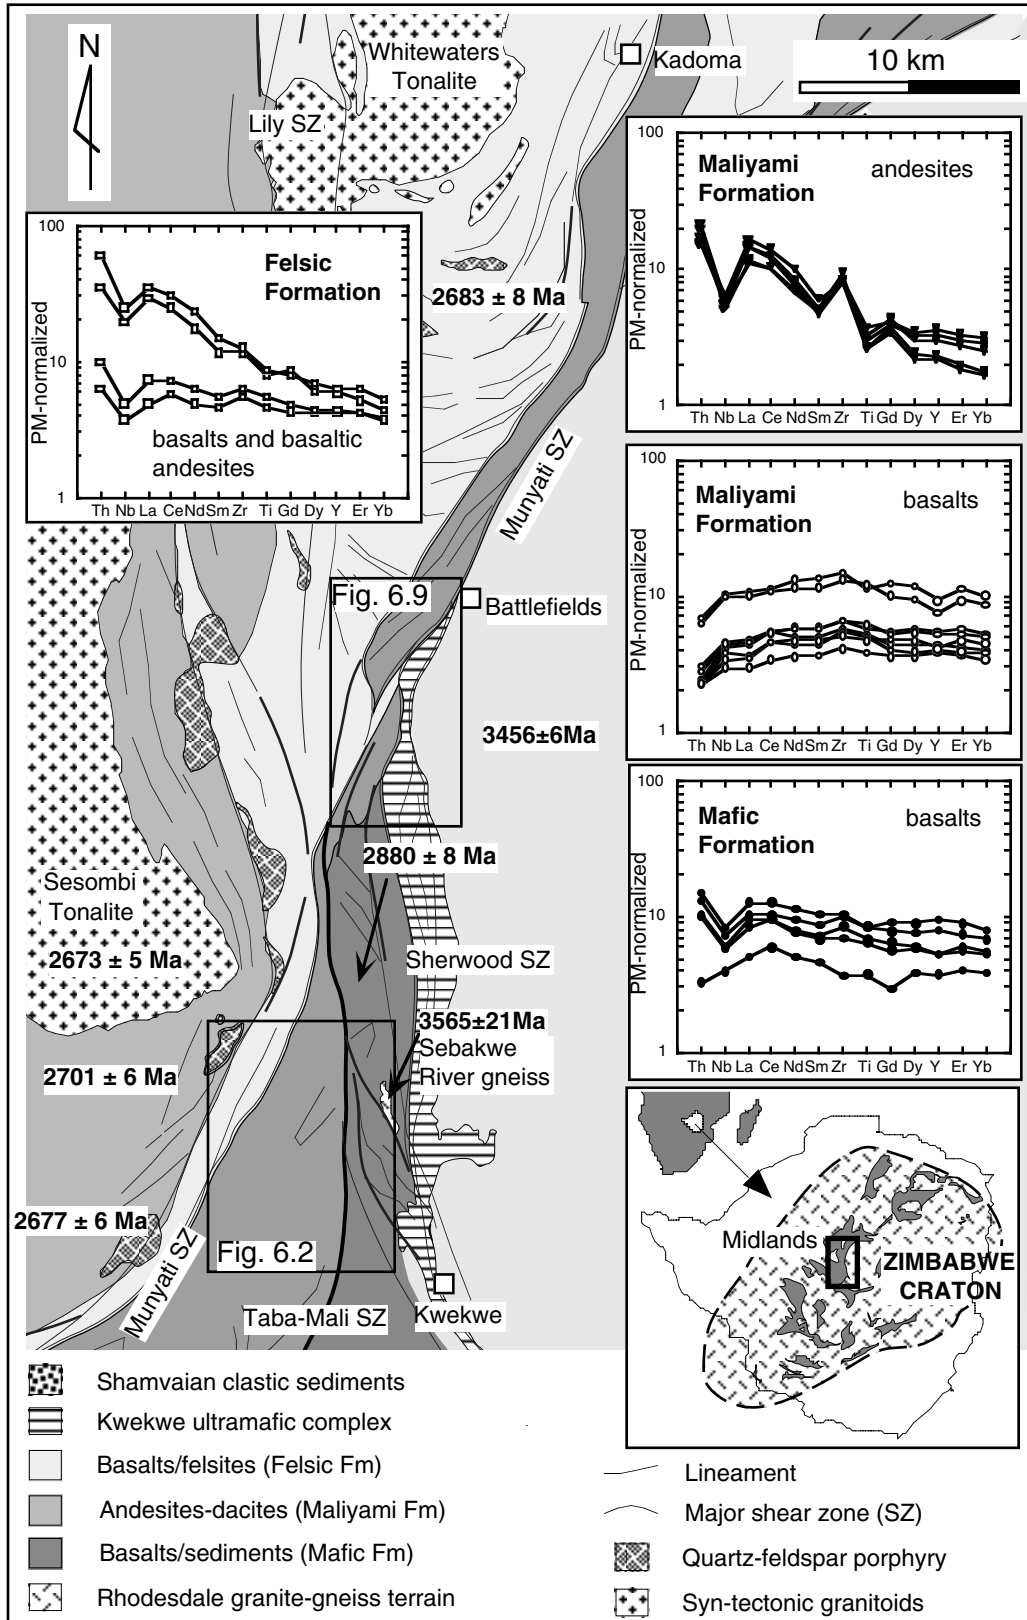 N
Whitewaters
Tonalite
Kadoma
10 km
Lily SZ
100
10
1
PM-normalized
Felsic
Formation
basalts and basaltic
andesites
Th Nb La Ce Nd Sm Zr Ti Gd Dy Y Er Yb
2683 ± 8 Ma
100
10
1
PM-normalized
Maliyami
Formation
andesites
Th Nb La Ce Nd Sm Zr Ti Gd Dy Y Er Yb
Munyati SZ
100
10
1
PM-normalized
Maliyami
Formation
basalts
Th Nb La Ce Nd Sm Zr Ti Gd Dy Y Er Yb
Fig. 6.9
Battlefields
3456±6Ma
100
10
1
PM-normalized
Mafic
Formation
basalts
Th Nb La Ce Nd Sm Zr Ti Gd Dy Y Er Yb
2880 ± 8 Ma
Sesombi
Tonalite
2673 ± 5 Ma
Sherwood SZ
3565±21Ma
Sebakwe
River gneiss
2701 ± 6 Ma
2677 ± 6 Ma
Munyati SZ
Fig. 6.2
Taba-Mali SZ
Kwekwe
Midlands
ZIMBABWE
CRATON
Shamvaian clastic sediments
Kwekwe ultramafic complex
Basalts/felsites (Felsic Fm)
Andesites-dacites (Maliyami Fm)
Basalts/sediments (Mafic Fm)
Rhodesdale granite-gneiss terrain
Lineament
Major shear zone (SZ)
Quartz-feldspar porphyry
Syn-tectonic granitoids